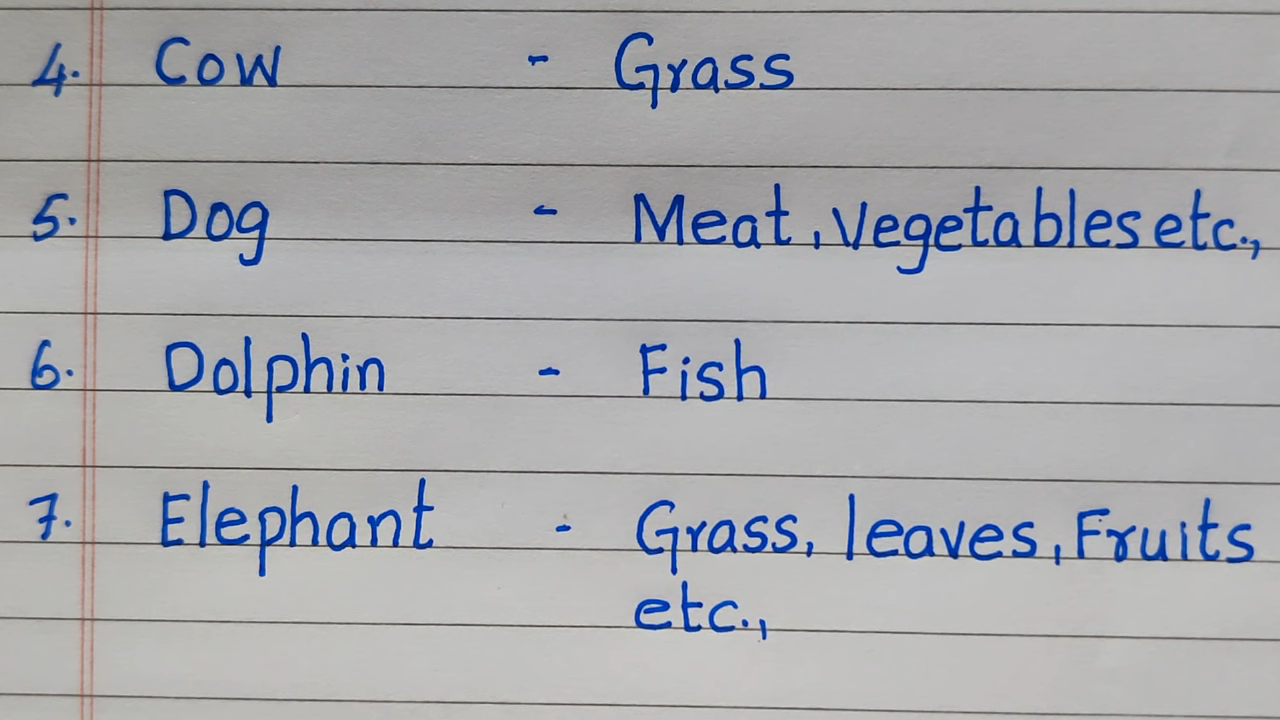 4. Cow - Grass
5. Dog - Meat, Vegetables etc.,
6. Dolphin - Fish
7. Elephant - Grass, leaves, Fruits
etc.,